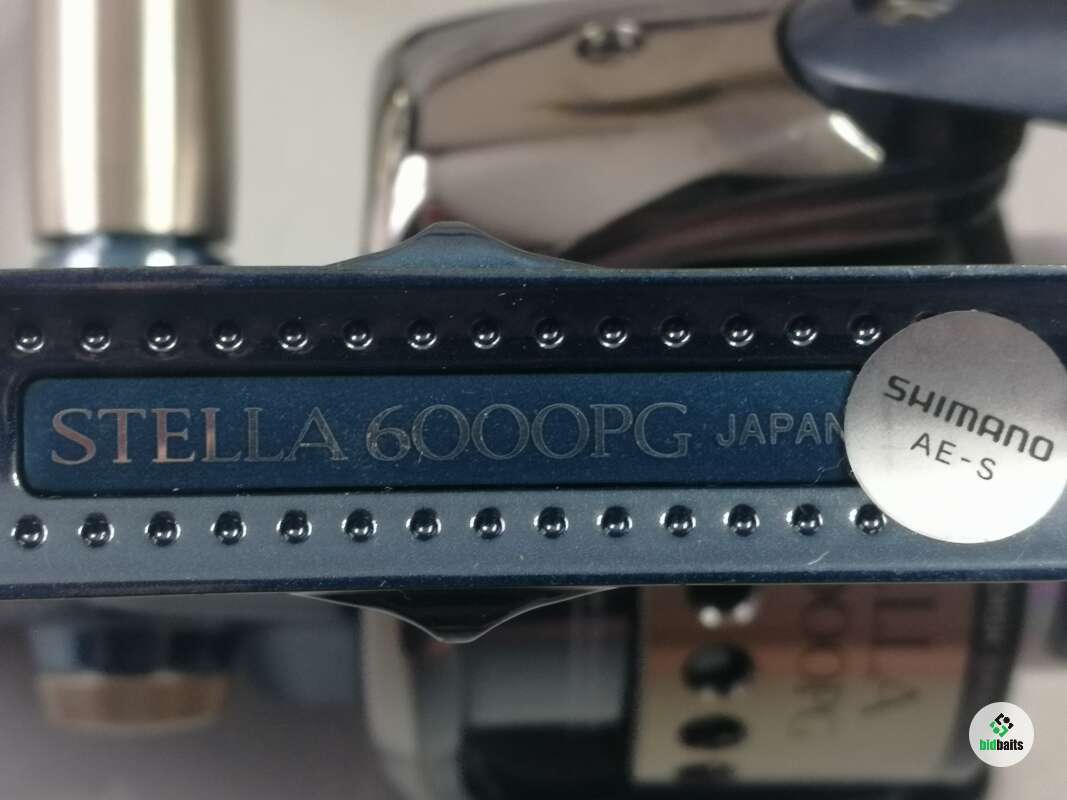 STELLA 6000PG JAPAN
SHIMANO
AE-S
bidbaits